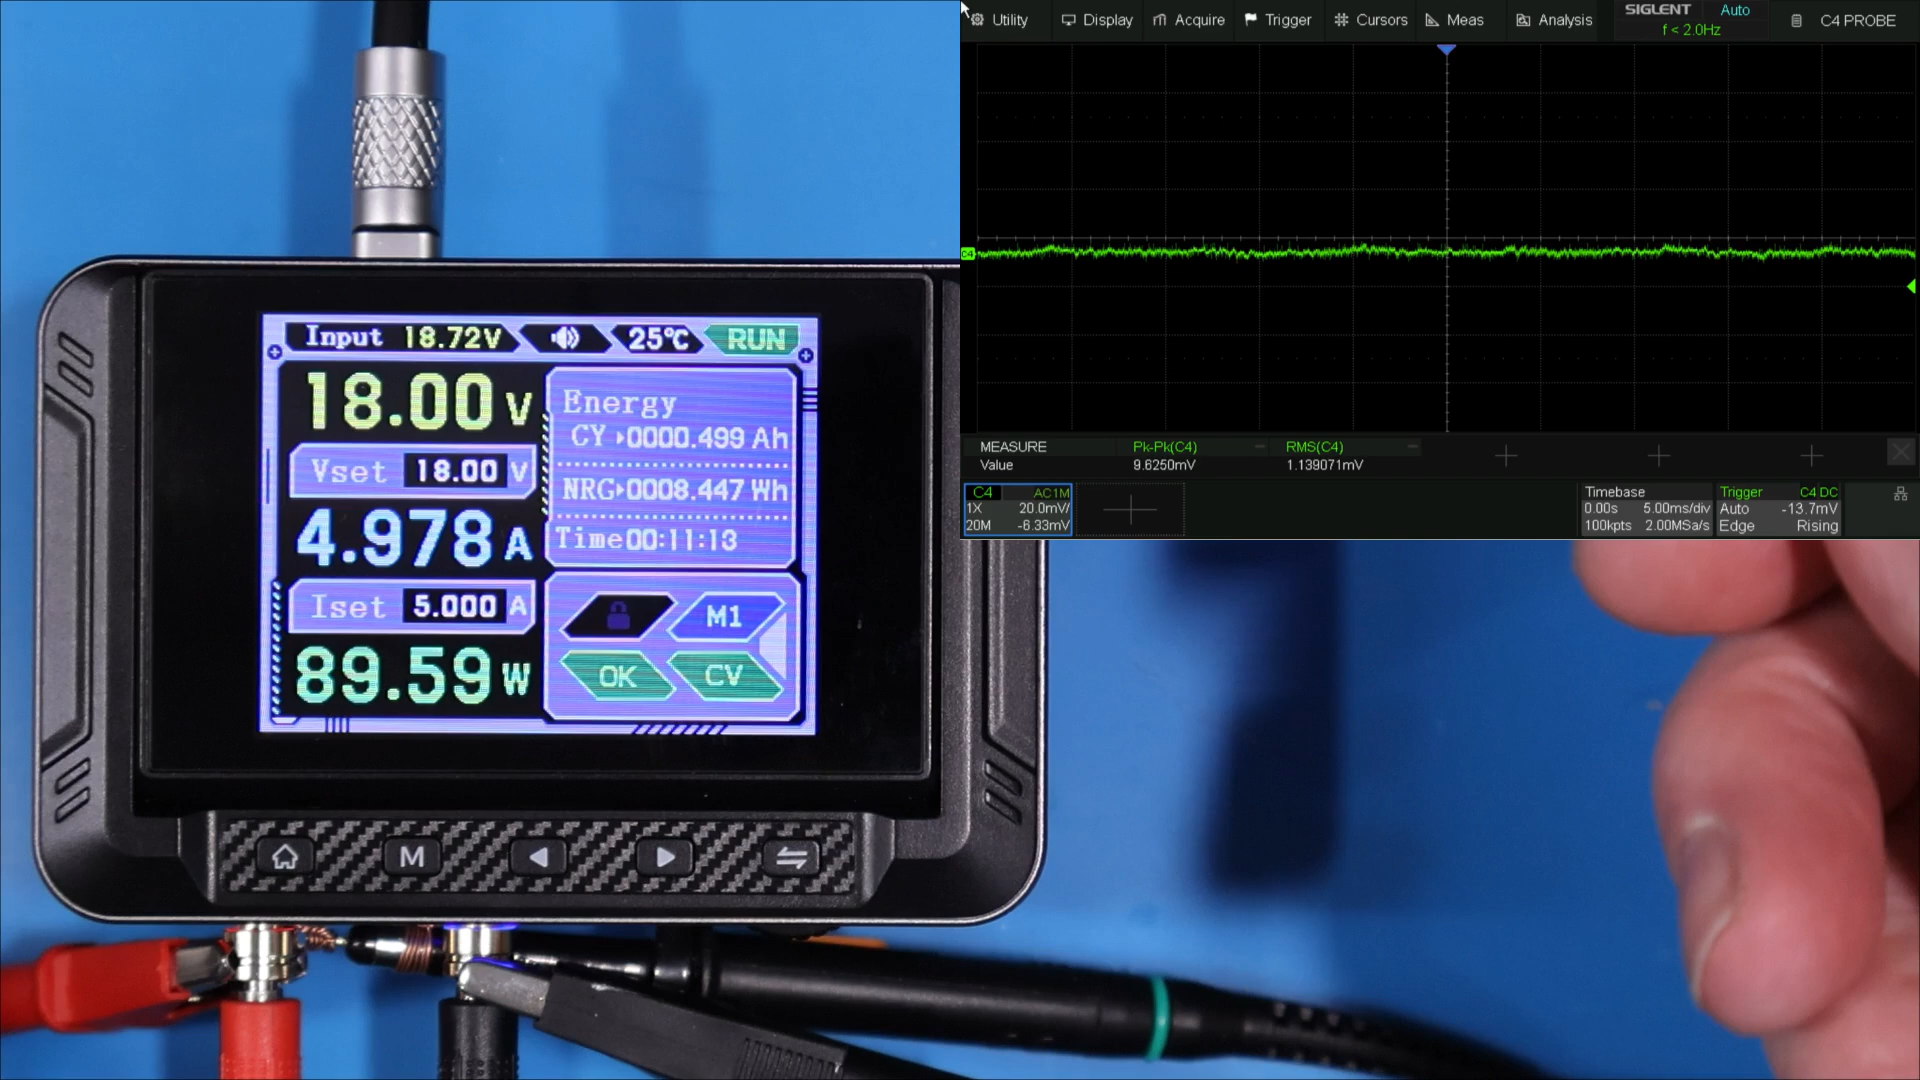 Input 18.72V 25°C RUN
18.00 V
Vset 18.00 V
4.978 A
Iset 5.000 A
89.59 W
Energy
CY 0000.499 Ah
NRG 0008.447 Wh
Time 00:11:13
M1
OK CV
M
Utility Display Acquire Trigger Cursors Meas Analysis SIGLENT Auto C4 PROBE
f < 2.0Hz
C4
MEASURE Pk-Pk(C4) RMS(C4)
Value 9.6250mV 1.139071mV
C4 AC1M
1X 20.0mV/
20M -6.33mV
Timebase
0.00s 5.00ms/div
100kpts 2.00MSa/s
Trigger C4 DC
Auto -13.7mV
Edge Rising